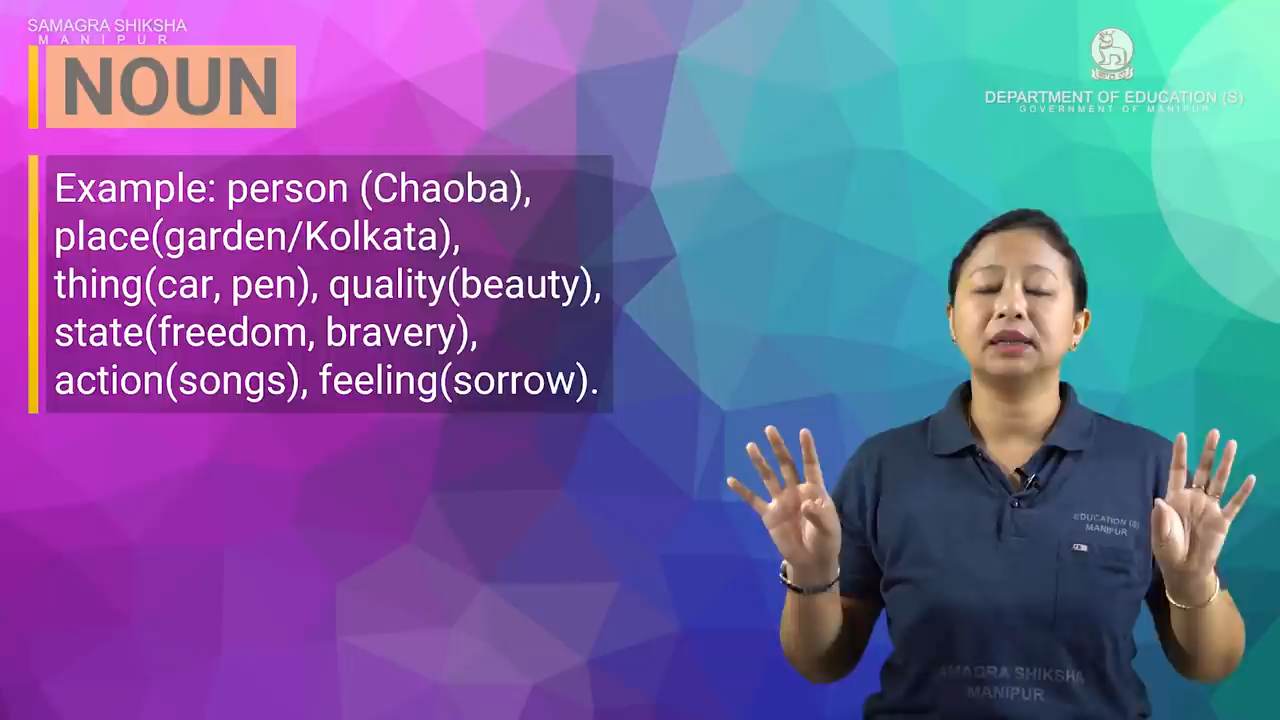 SAMAGRA SHIKSHA
MANIPUR
NOUN
DEPARTMENT OF EDUCATION (S)
GOVERNMENT OF MANIPUR
Example: person (Chaoba),
place(garden/Kolkata),
thing(car, pen), quality(beauty),
state(freedom, bravery),
action(songs), feeling(sorrow).
EDUCATION (S)
MANIPUR
SAMAGRA SHIKSHA
MANIPUR